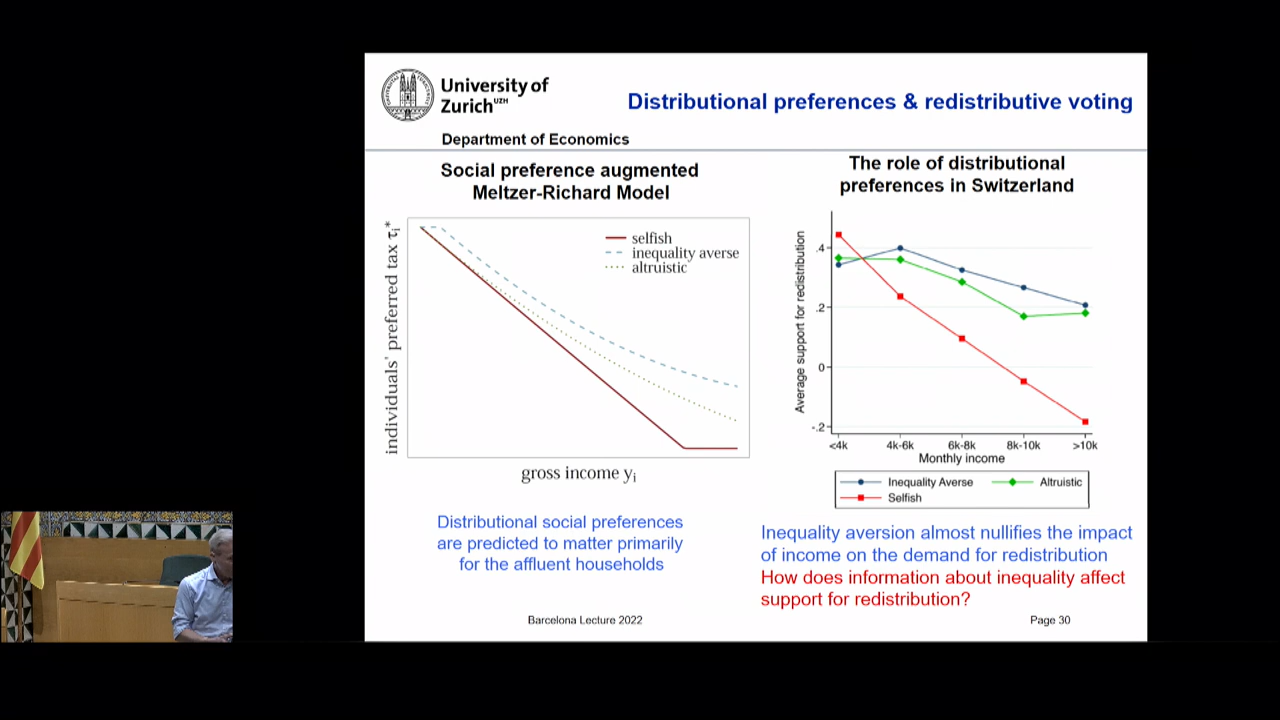 University of
Zurich UZH
Department of Economics
Distributional preferences & redistributive voting
Social preference augmented
Meltzer-Richard Model
individuals' preferred tax τi*
selfish
inequality averse
altruistic
gross income yi
Distributional social preferences
are predicted to matter primarily
for the affluent households
The role of distributional
preferences in Switzerland
Average support for redistribution
.4
.2
0
-.2
<4k
4k-6k
6k-8k
8k-10k
>10k
Monthly income
Inequality Averse
Altruistic
Selfish
Inequality aversion almost nullifies the impact
of income on the demand for redistribution
How does information about inequality affect
support for redistribution?
Barcelona Lecture 2022
Page 30